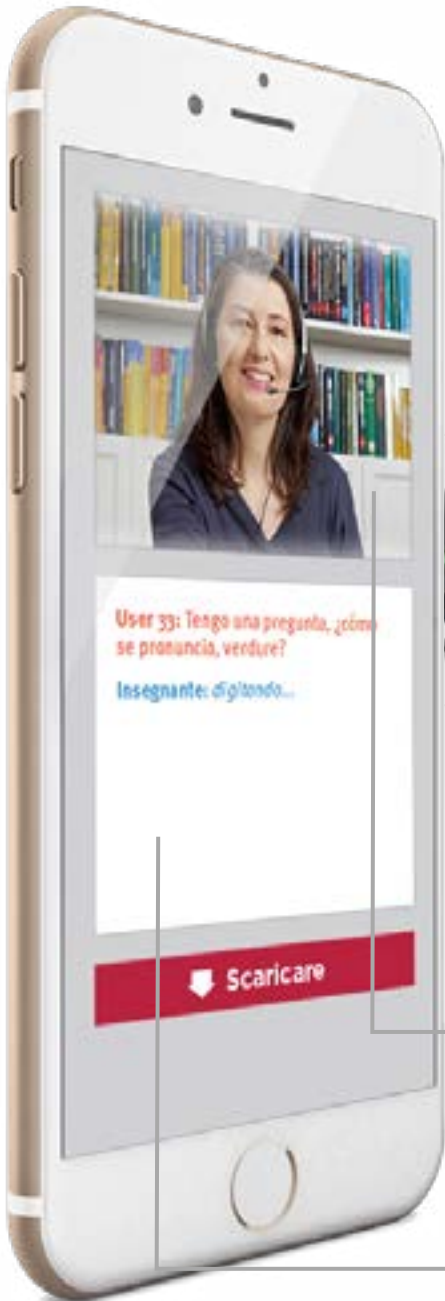 User 33: Tengo una pregunta, ¿cómo
se pronuncia, verdure?
Insegnante: digitando...
Scaricare